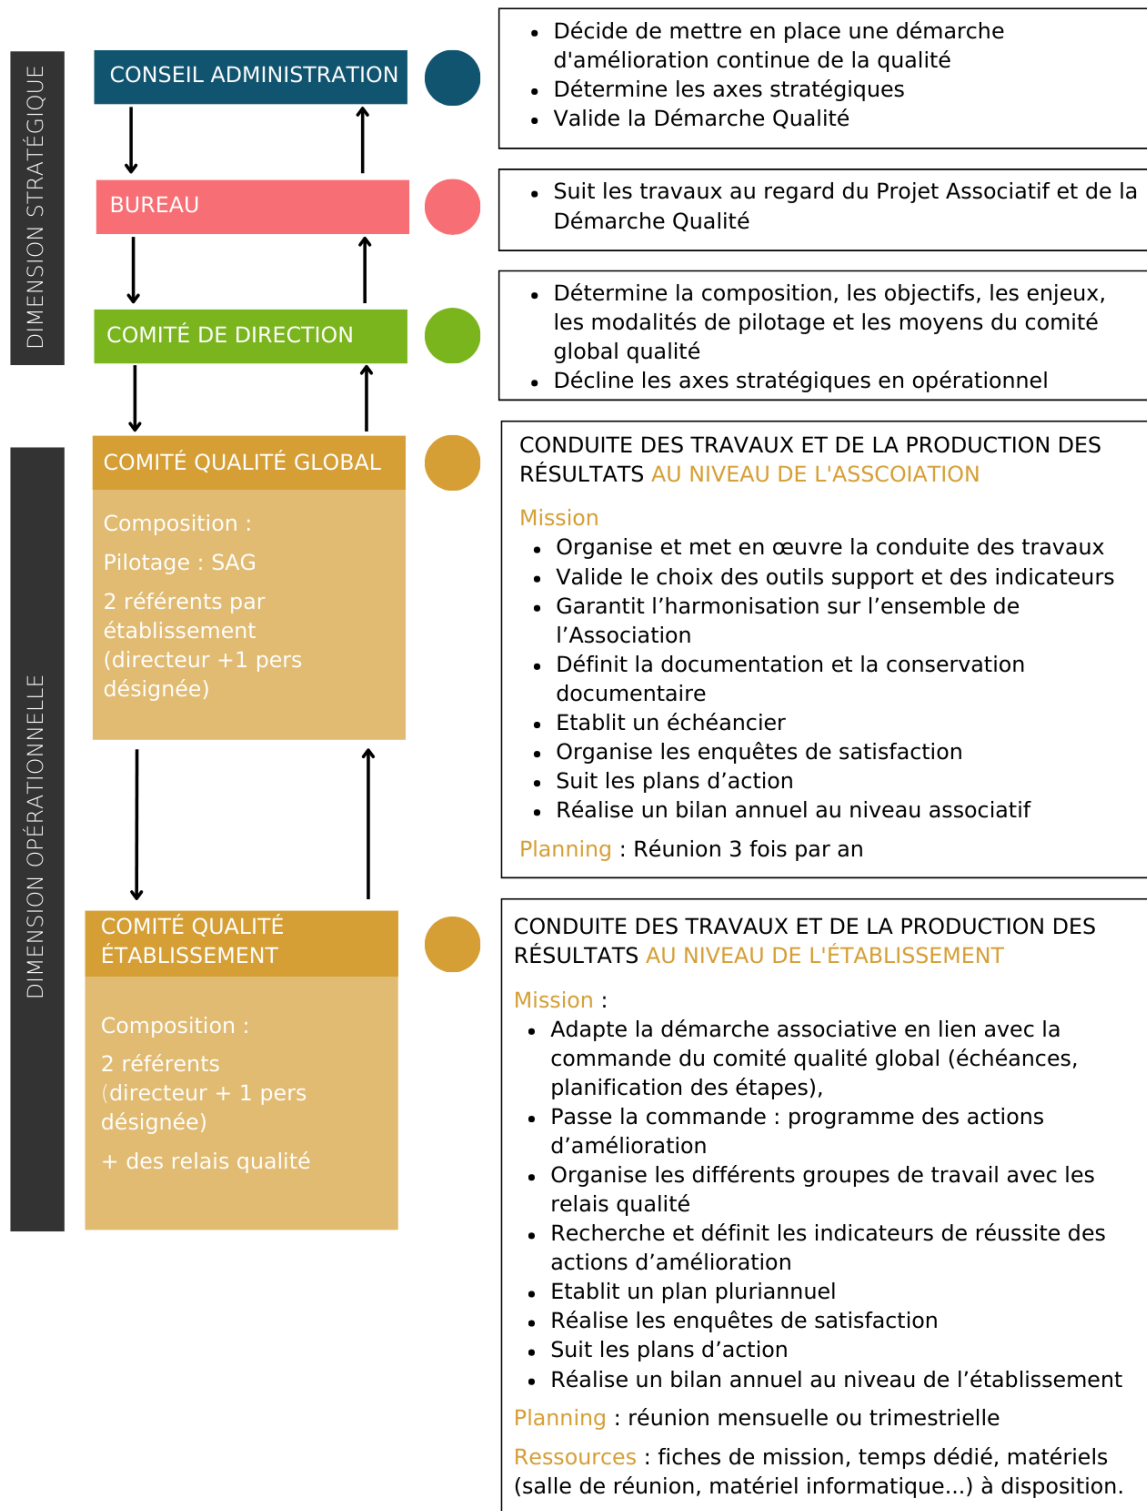 DIMENSION STRATÉGIQUE
CONSEIL ADMINISTRATION
• Décide de mettre en place une démarche
d'amélioration continue de la qualité
• Détermine les axes stratégiques
• Valide la Démarche Qualité
BUREAU
• Suit les travaux au regard du Projet Associatif et de la
Démarche Qualité
COMITÉ DE DIRECTION
• Détermine la composition, les objectifs, les enjeux,
les modalités de pilotage et les moyens du comité
global qualité
• Décline les axes stratégiques en opérationnel
DIMENSION OPÉRATIONNELLE
COMITÉ QUALITÉ GLOBAL
Composition :
Pilotage : SAG
2 référents par
établissement
(directeur +1 pers
désignée)
CONDUITE DES TRAVAUX ET DE LA PRODUCTION DES
RÉSULTATS AU NIVEAU DE L'ASSCOIATION
Mission
• Organise et met en œuvre la conduite des travaux
• Valide le choix des outils support et des indicateurs
• Garantit l’harmonisation sur l’ensemble de
l’Association
• Définit la documentation et la conservation
documentaire
• Etablit un échéancier
• Organise les enquêtes de satisfaction
• Suit les plans d’action
• Réalise un bilan annuel au niveau associatif
Planning : Réunion 3 fois par an
COMITÉ QUALITÉ
ÉTABLISSEMENT
Composition :
2 référents
(directeur + 1 pers
désignée)
+ des relais qualité
CONDUITE DES TRAVAUX ET DE LA PRODUCTION DES
RÉSULTATS AU NIVEAU DE L'ÉTABLISSEMENT
Mission :
• Adapte la démarche associative en lien avec la
commande du comité qualité global (échéances,
planification des étapes),
• Passe la commande : programme des actions
d’amélioration
• Organise les différents groupes de travail avec les
relais qualité
• Recherche et définit les indicateurs de réussite des
actions d’amélioration
• Etablit un plan pluriannuel
• Réalise les enquêtes de satisfaction
• Suit les plans d’action
• Réalise un bilan annuel au niveau de l’établissement
Planning : réunion mensuelle ou trimestrielle
Ressources : fiches de mission, temps dédié, matériels
(salle de réunion, matériel informatique...) à disposition.